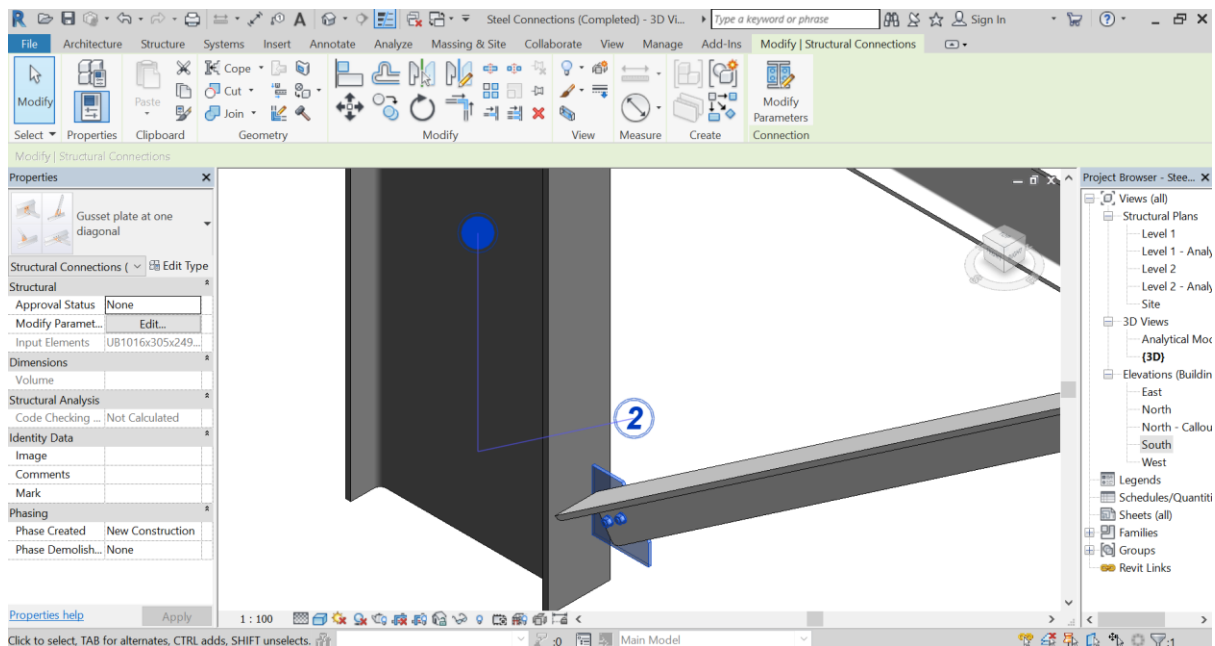 R
A
Steel Connections (Completed) - 3D Vi...
Type a keyword or phrase
Sign In
File Architecture Structure Systems Insert Annotate Analyze Massing & Site Collaborate View Manage Add-Ins Modify | Structural Connections
Modify
Paste
Cope
Cut
Join
Modify
Parameters
Select Properties Clipboard Geometry Modify View Measure Create Connection
Modify | Structural Connections
Properties
Gusset plate at one
diagonal
Structural Connections ( Edit Type
Structural
Approval Status None
Modify Paramet... Edit...
Input Elements UB1016x305x249...
Dimensions
Volume
Structural Analysis
Code Checking ... Not Calculated
Identity Data
Image
Comments
Mark
Phasing
Phase Created New Construction
Phase Demolish... None
Properties help Apply
2
1 : 100
Project Browser - Stee...
Views (all)
Structural Plans
Level 1
Level 1 - Analy
Level 2
Level 2 - Analy
Site
3D Views
Analytical Moc
{3D}
Elevations (Buildin
East
North
North - Callou
South
West
Legends
Schedules/Quantiti
Sheets (all)
Families
Groups
Revit Links
Click to select, TAB for alternates, CTRL adds, SHIFT unselects.
:0
Main Model
:1